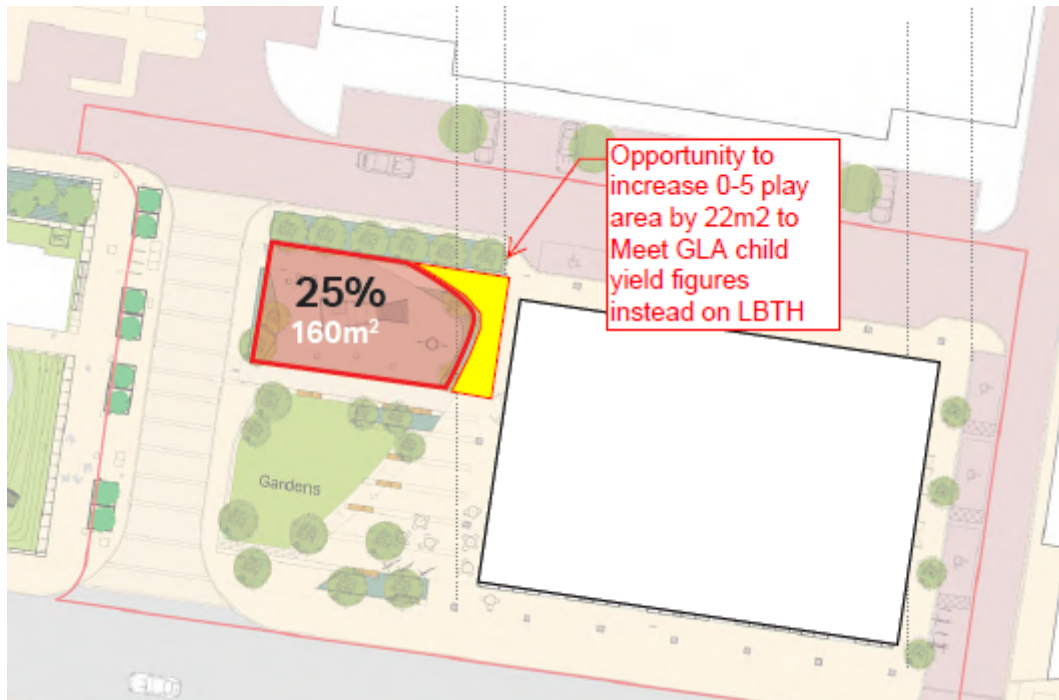 Opportunity to
increase 0-5 play
area by 22m2 to
Meet GLA child
yield figures
instead on LBTH
25%
160m²
Gardens